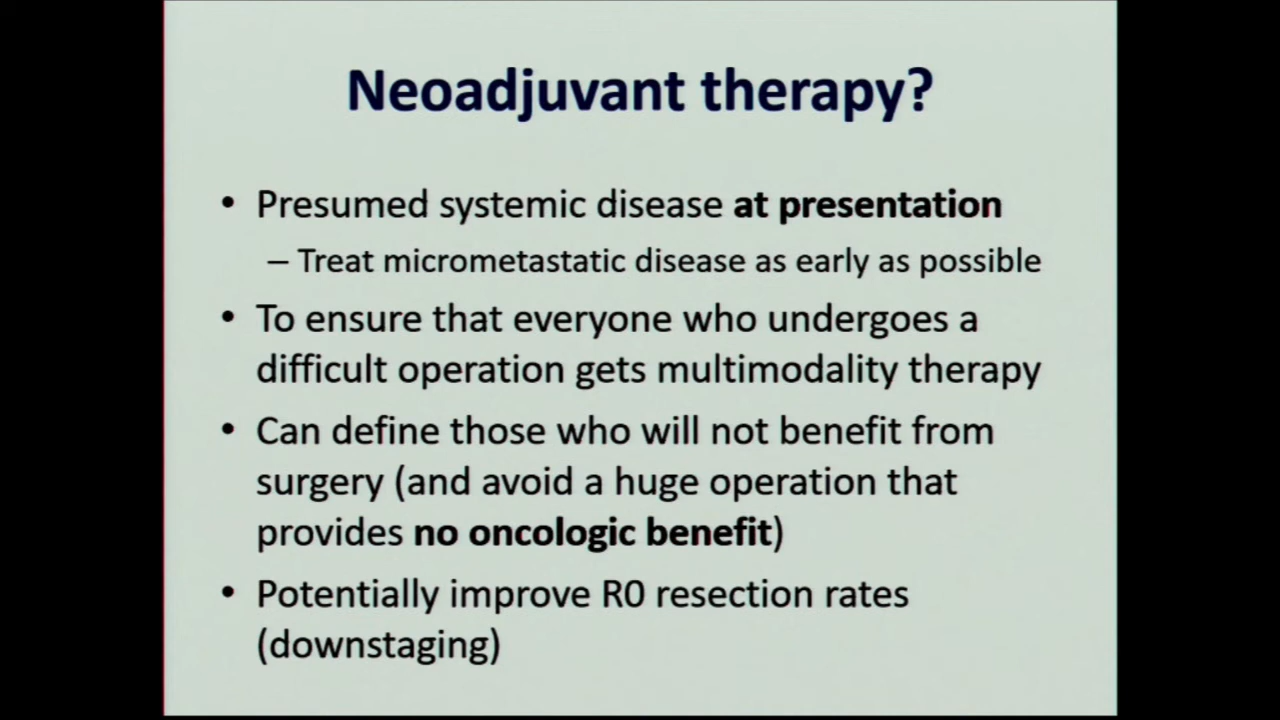 Neoadjuvant therapy?
• Presumed systemic disease at presentation
– Treat micrometastatic disease as early as possible
• To ensure that everyone who undergoes a
difficult operation gets multimodality therapy
• Can define those who will not benefit from
surgery (and avoid a huge operation that
provides no oncologic benefit)
• Potentially improve R0 resection rates
(downstaging)